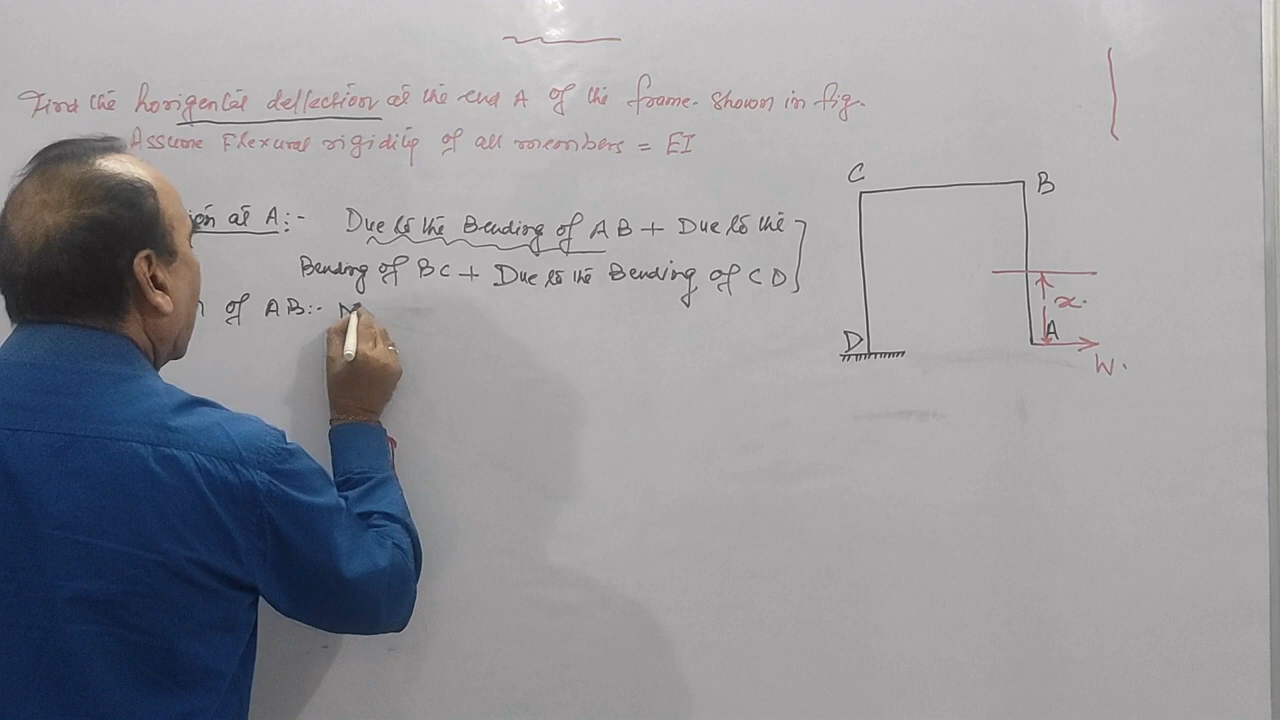 Find the horizental deflection at the end A of the frame. Shown in fig.
Assume Flexural rigidity of all members = EI
ion at A:- Due to the Bending of AB + Due to the
Bending of BC + Due to the Bending of CD
of AB:-
C
B
x.
D
A
W.